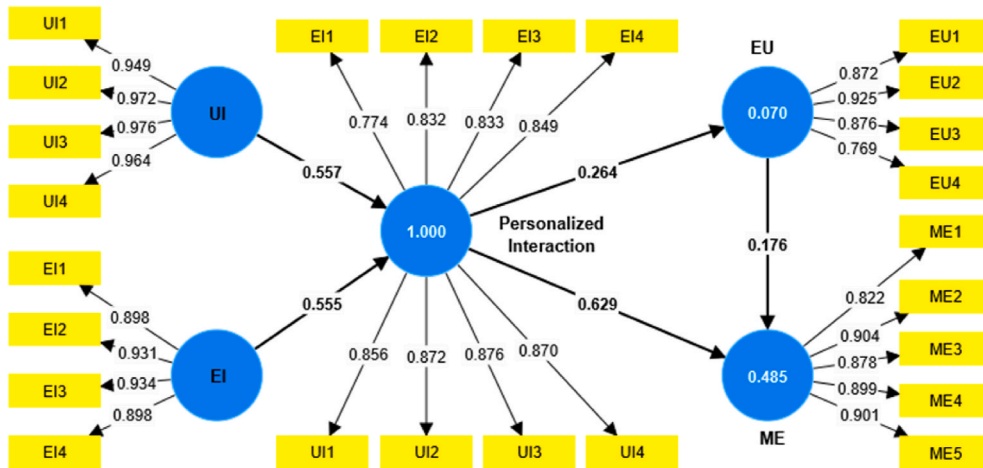 UI1
UI2
UI3
UI4
0.949
0.972
0.976
0.964
UI
EI1
EI2
EI3
EI4
0.774
0.832
0.833
0.849
EU
0.070
EU1
EU2
EU3
EU4
0.872
0.925
0.876
0.769
0.557
0.264
1.000
Personalized
Interaction
0.176
0.555
0.629
EI1
EI2
EI3
EI4
0.898
0.931
0.934
0.898
EI
0.856
0.872
0.876
0.870
UI1
UI2
UI3
UI4
0.485
ME
ME1
ME2
ME3
ME4
ME5
0.822
0.904
0.878
0.899
0.901